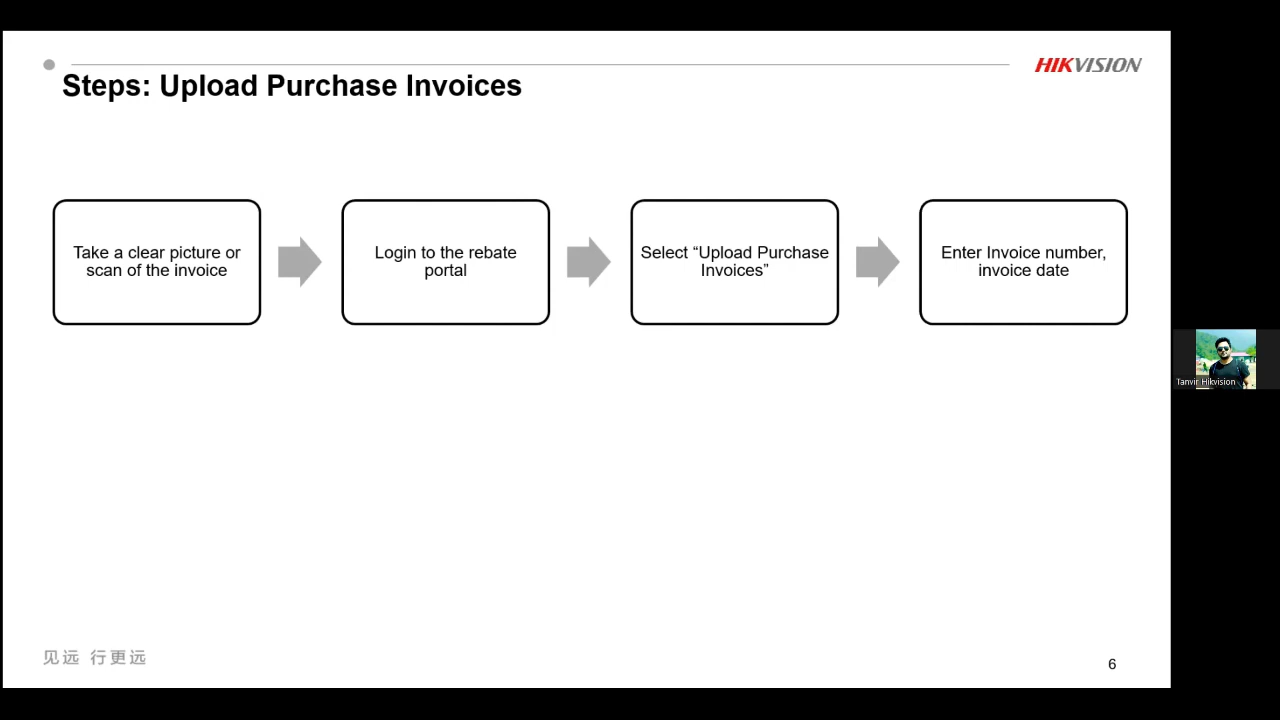 HIKVISION
Steps: Upload Purchase Invoices
Take a clear picture or
scan of the invoice
Login to the rebate
portal
Select “Upload Purchase
Invoices”
Enter Invoice number,
invoice date
Tanvir Hikvision
见远 行更远
6